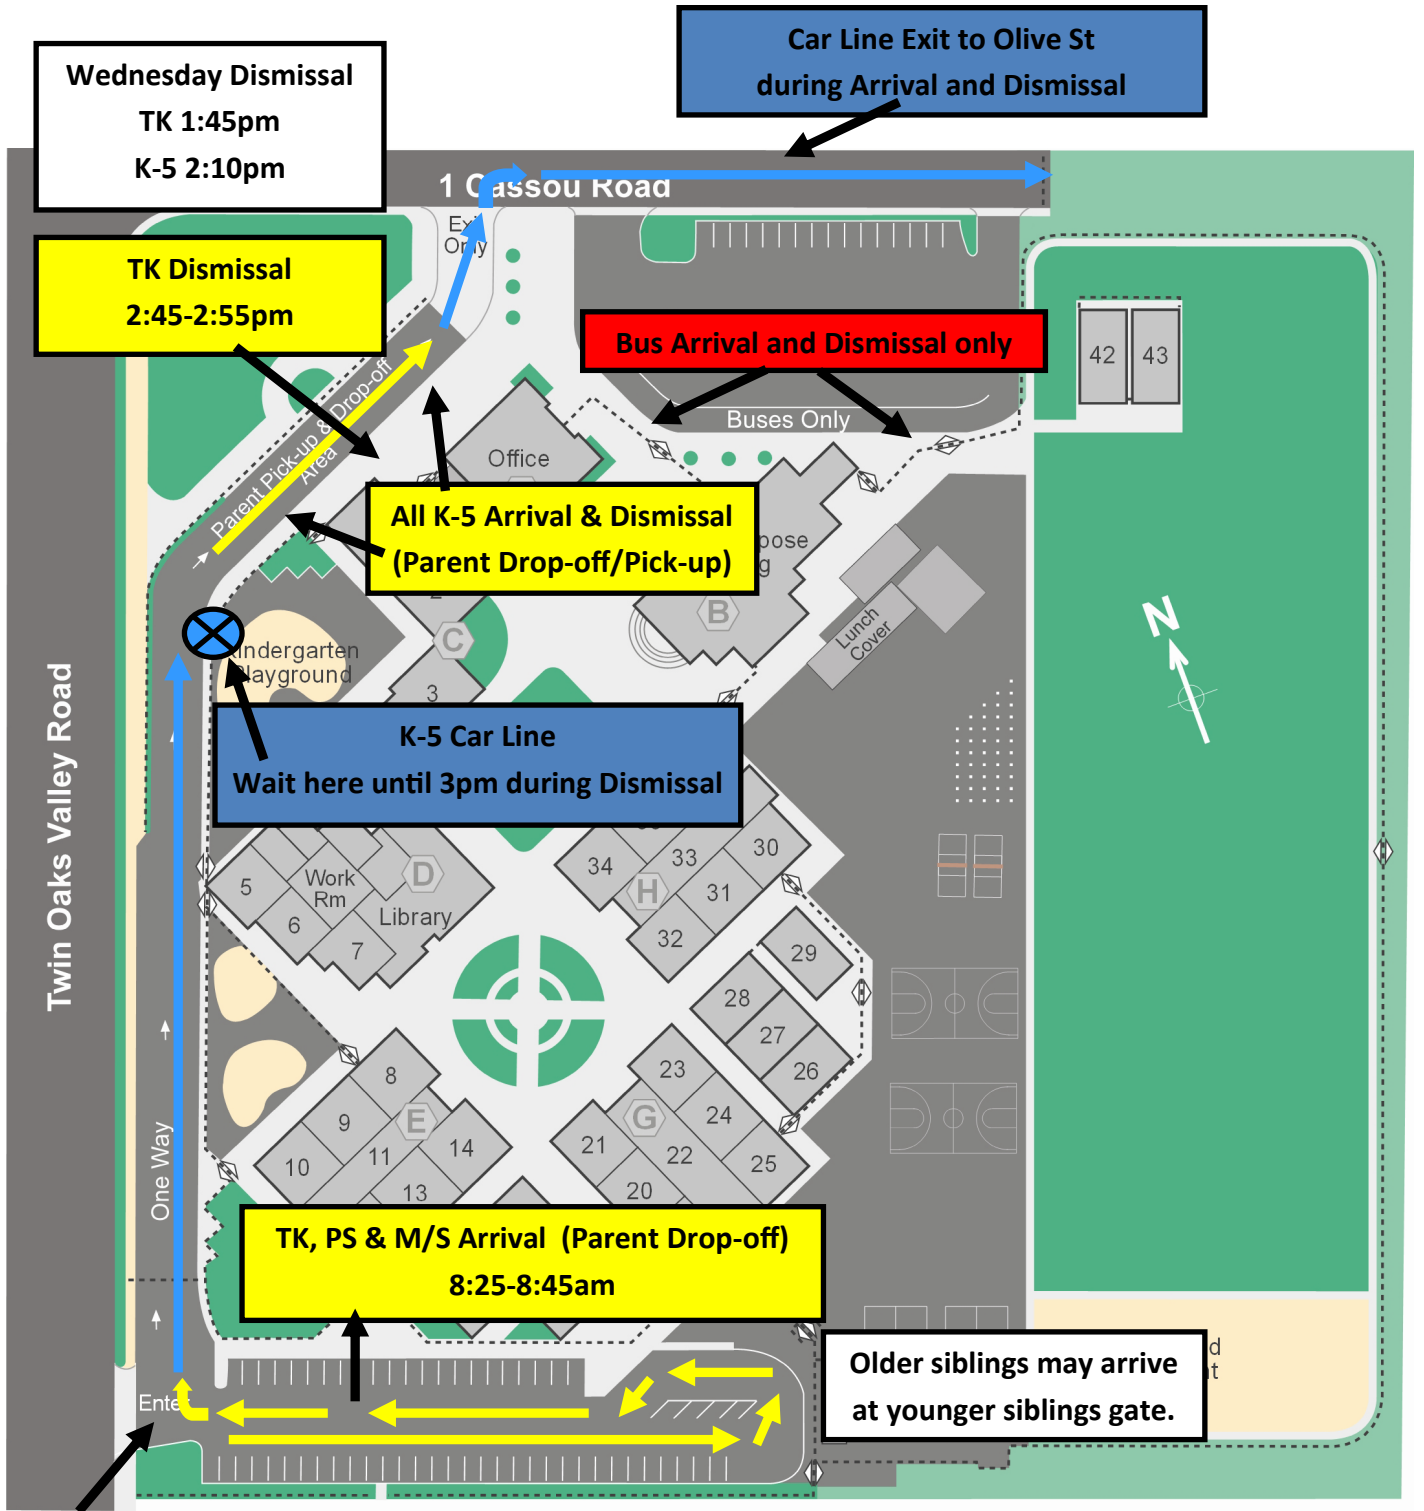 Car Line Exit to Olive St
during Arrival and Dismissal
Wednesday Dismissal
TK 1:45pm
K-5 2:10pm
1 Cassou Road
Exit
Only
TK Dismissal
2:45-2:55pm
Bus Arrival and Dismissal only
42
43
Buses Only
Parent Pick-up & Drop-off
Area
Office
All K-5 Arrival & Dismissal
(Parent Drop-off/Pick-up)
2
B
C
Lunch
Cover
N
Kindergarten
Playground
3
K-5 Car Line
Wait here until 3pm during Dismissal
Twin Oaks Valley Road
5
Work
Rm
D
6
Library
7
34
33
30
H
31
32
29
28
27
26
8
9
E
10
11
14
13
23
G
24
21
22
25
20
One Way
TK, PS & M/S Arrival (Parent Drop-off)
8:25-8:45am
Older siblings may arrive
at younger siblings gate.
Enter